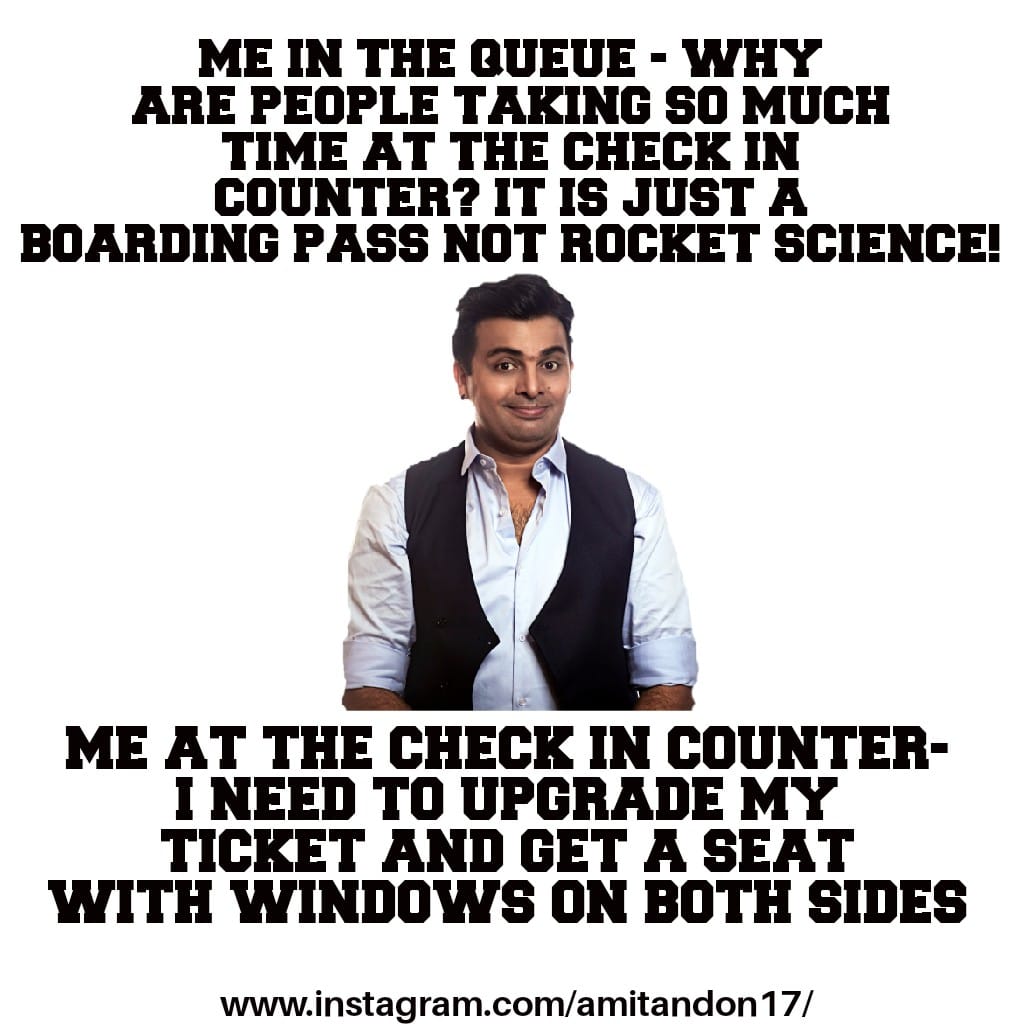 ME IN THE QUEUE - WHY
ARE PEOPLE TAKING SO MUCH
TIME AT THE CHECK IN
COUNTER? IT IS JUST A
BOARDING PASS NOT ROCKET SCIENCE!
ME AT THE CHECK IN COUNTER-
I NEED TO UPGRADE MY
TICKET AND GET A SEAT
WITH WINDOWS ON BOTH SIDES
www.instagram.com/amitandon17/